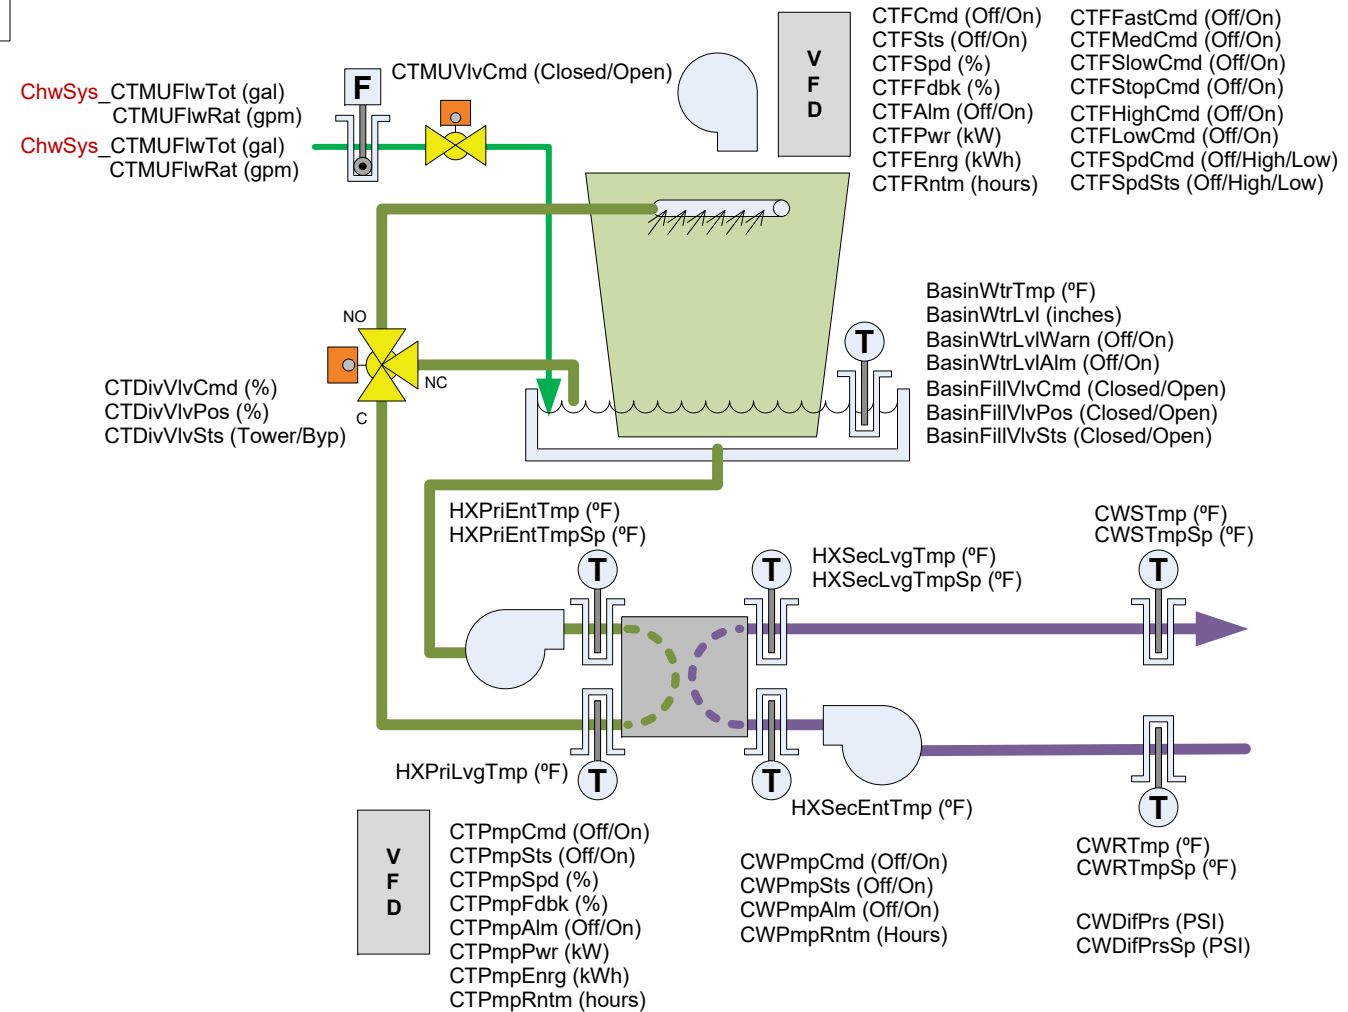 CTFCmd (Off/On)
CTFSts (Off/On)
CTFSpd (%)
CTFFdbk (%)
CTFAlm (Off/On)
CTFPwr (kW)
CTFEnrg (kWh)
CTFRntm (hours)
CTFFastCmd (Off/On)
CTFMedCmd (Off/On)
CTFSlowCmd (Off/On)
CTFStopCmd (Off/On)
CTFHighCmd (Off/On)
CTFLowCmd (Off/On)
CTFSpdCmd (Off/High/Low)
CTFSpdSts (Off/High/Low)
V
F
D
CTMUVlvCmd (Closed/Open)
F
ChwSys_CTMUFlwTot (gal)
CTMUFlwRat (gpm)
ChwSys_CTMUFlwTot (gal)
CTMUFlwRat (gpm)
NO
NC
C
CTDivVlvCmd (%)
CTDivVlvPos (%)
CTDivVlvSts (Tower/Byp)
T
BasinWtrTmp (ºF)
BasinWtrLvl (inches)
BasinWtrLvlWarn (Off/On)
BasinWtrLvlAlm (Off/On)
BasinFillVlvCmd (Closed/Open)
BasinFillVlvPos (Closed/Open)
BasinFillVlvSts (Closed/Open)
HXPriEntTmp (ºF)
HXPriEntTmpSp (ºF)
T
T
HXSecLvgTmp (ºF)
HXSecLvgTmpSp (ºF)
CWSTmp (ºF)
CWSTmpSp (ºF)
T
HXPriLvgTmp (ºF)
T
T
HXSecEntTmp (ºF)
T
CWRTmp (ºF)
CWRTmpSp (ºF)
CWDifPrs (PSI)
CWDifPrsSp (PSI)
V
F
D
CTPmpCmd (Off/On)
CTPmpSts (Off/On)
CTPmpSpd (%)
CTPmpFdbk (%)
CTPmpAlm (Off/On)
CTPmpPwr (kW)
CTPmpEnrg (kWh)
CTPmpRntm (hours)
CWPmpCmd (Off/On)
CWPmpSts (Off/On)
CWPmpAlm (Off/On)
CWPmpRntm (Hours)